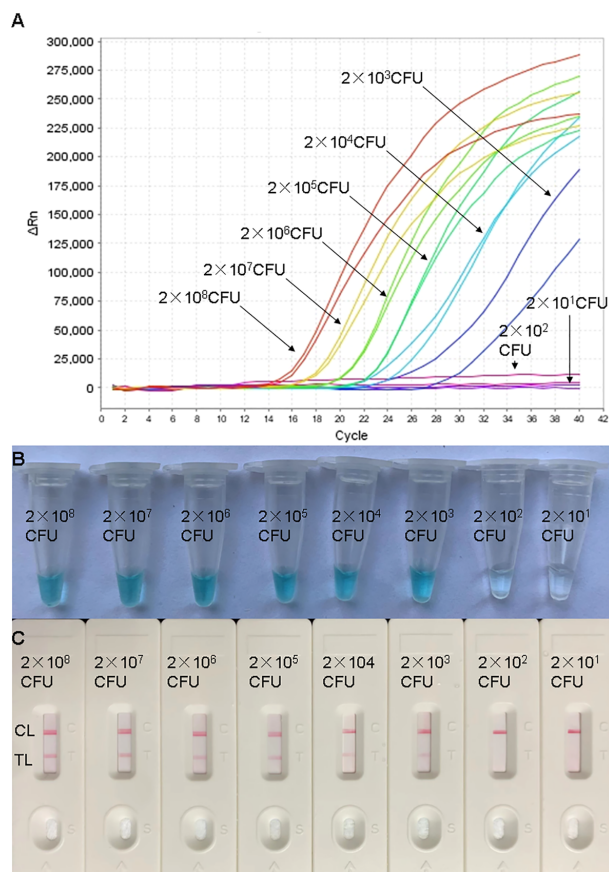 A
300,000
275,000
250,000
225,000
200,000
175,000
150,000
125,000
100,000
75,000
50,000
25,000
0
ΔRn
2×10³CFU
2×10⁴CFU
2×10⁵CFU
2×10⁶CFU
2×10⁷CFU
2×10⁸CFU
2×10¹CFU
2×10²
CFU
0 2 4 6 8 10 12 14 16 18 20 22 24 26 28 30 32 34 36 38 40 42
Cycle
B
2×10⁸
CFU
2×10⁷
CFU
2×10⁶
CFU
2×10⁵
CFU
2×10⁴
CFU
2×10³
CFU
2×10²
CFU
2×10¹
CFU
C
2×10⁸
CFU
2×10⁷
CFU
2×10⁶
CFU
2×10⁵
CFU
2×104
CFU
2×10³
CFU
2×10²
CFU
2×10¹
CFU
CL C C C C C C C C
TL T T T T T T T T
S S S S S S S S